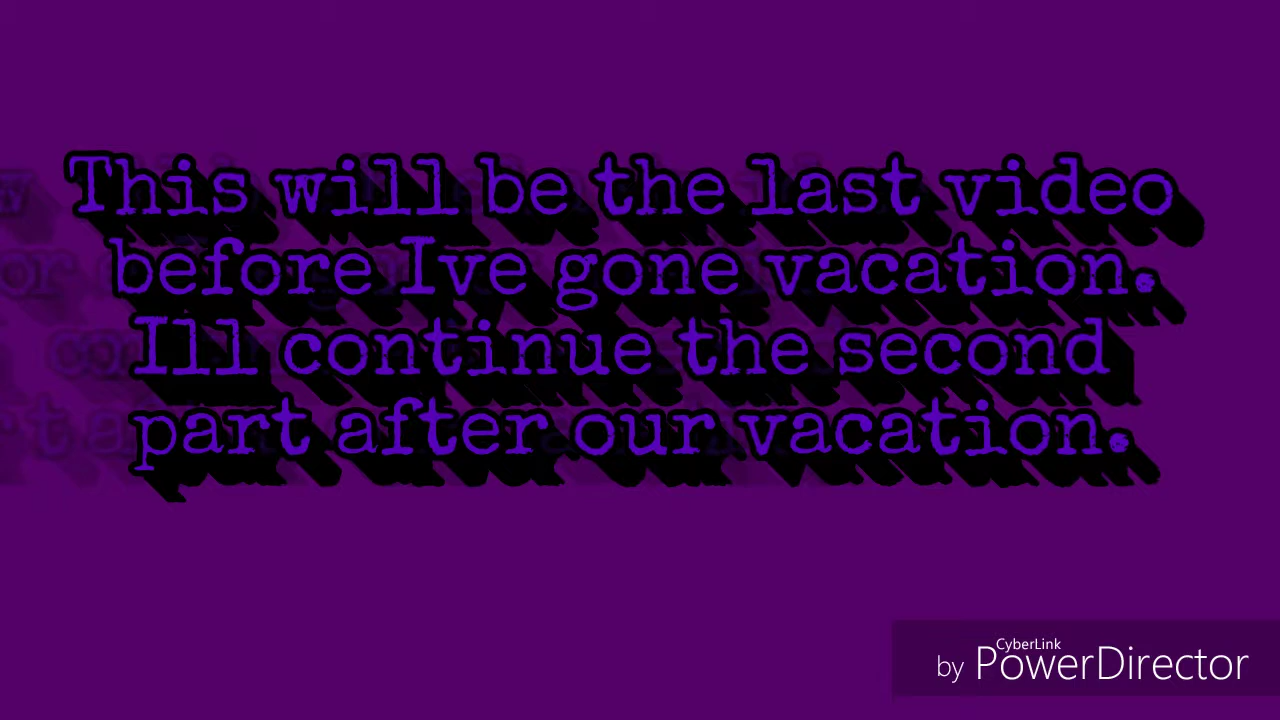 This will be the last video
before Ive gone vacation.
Ill continue the second
part after our vacation.
CyberLink
by PowerDirector